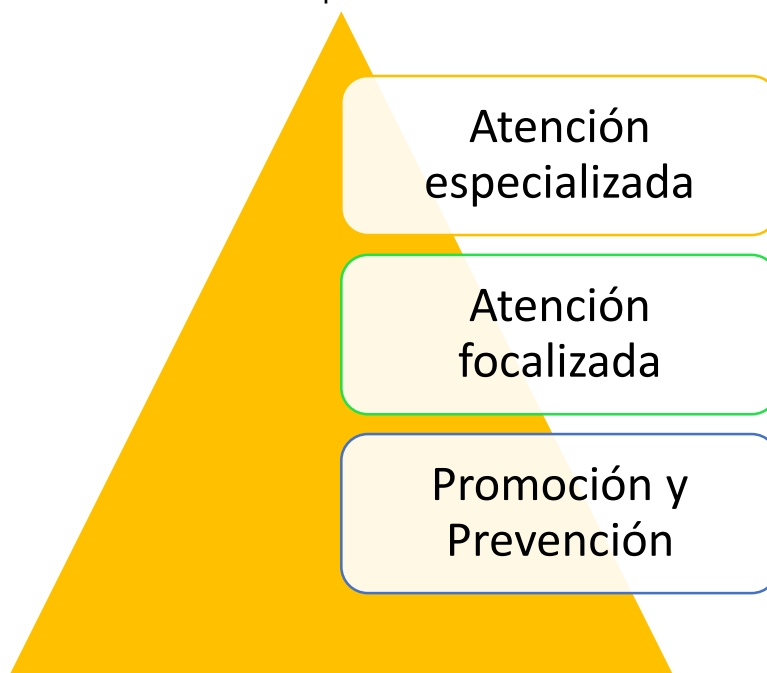 Atención
especializada
Atención
focalizada
Promoción y
Prevención